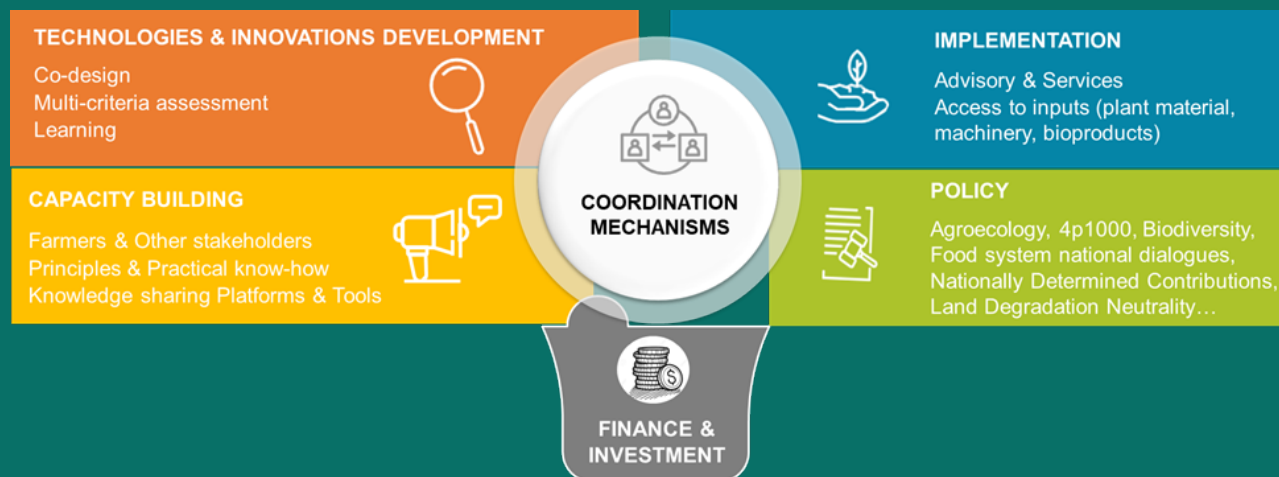 TECHNOLOGIES & INNOVATIONS DEVELOPMENT
Co-design
Multi-criteria assessment
Learning
CAPACITY BUILDING
Farmers & Other stakeholders
Principles & Practical know-how
Knowledge sharing Platforms & Tools
COORDINATION
MECHANISMS
IMPLEMENTATION
Advisory & Services
Access to inputs (plant material,
machinery, bioproducts)
POLICY
Agroecology, 4p1000, Biodiversity,
Food system national dialogues,
Nationally Determined Contributions,
Land Degradation Neutrality…
$
FINANCE &
INVESTMENT